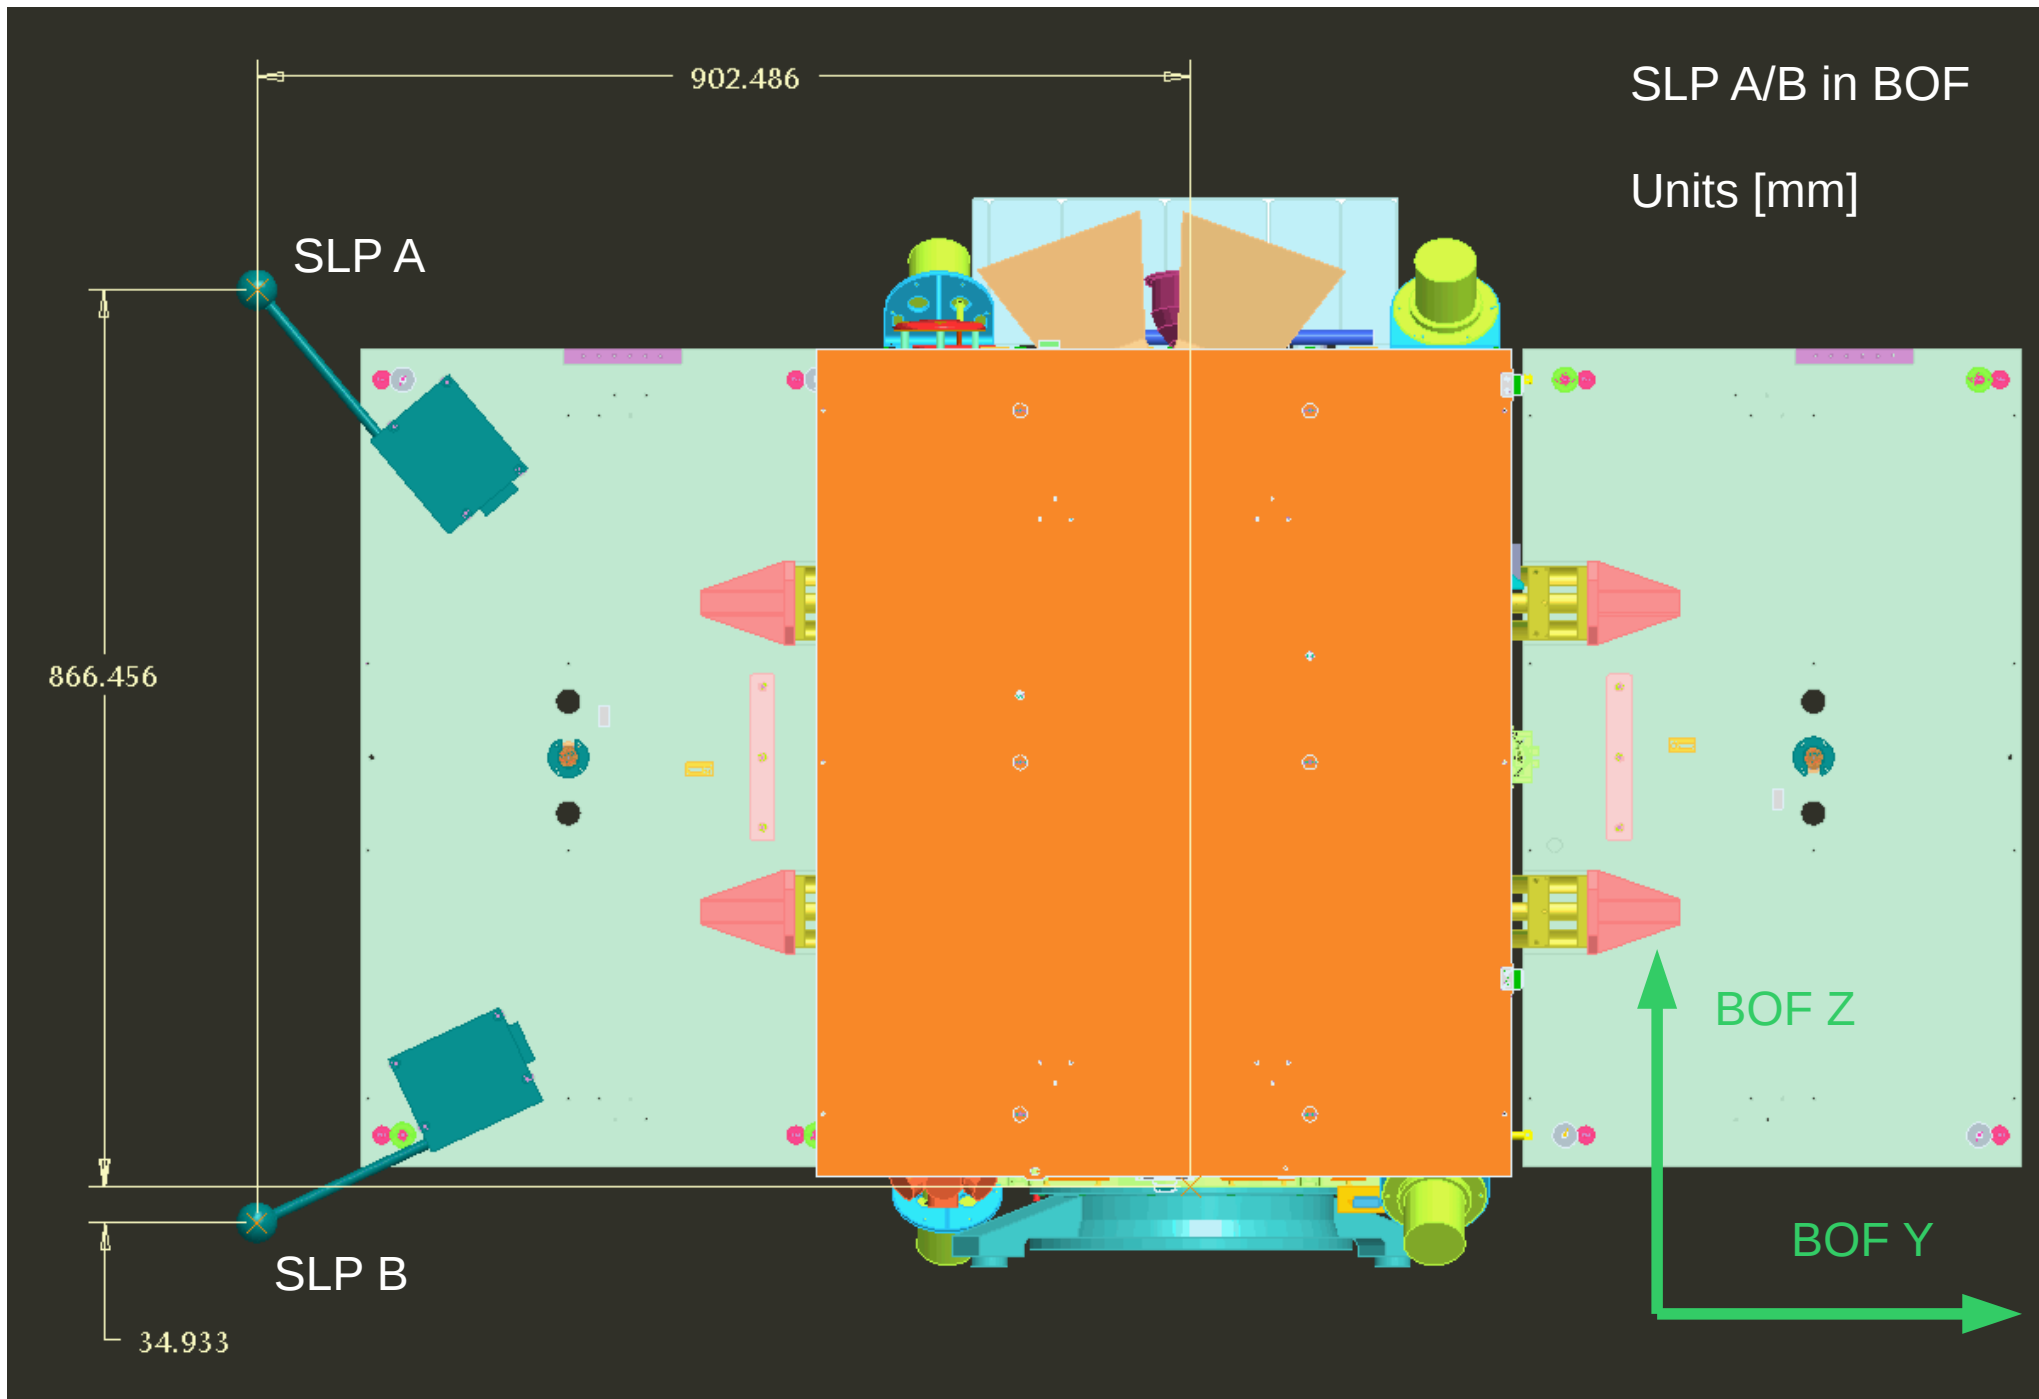 902.486
SLP A/B in BOF
Units [mm]
SLP A
866.456
BOF Z
BOF Y
SLP B
34.933